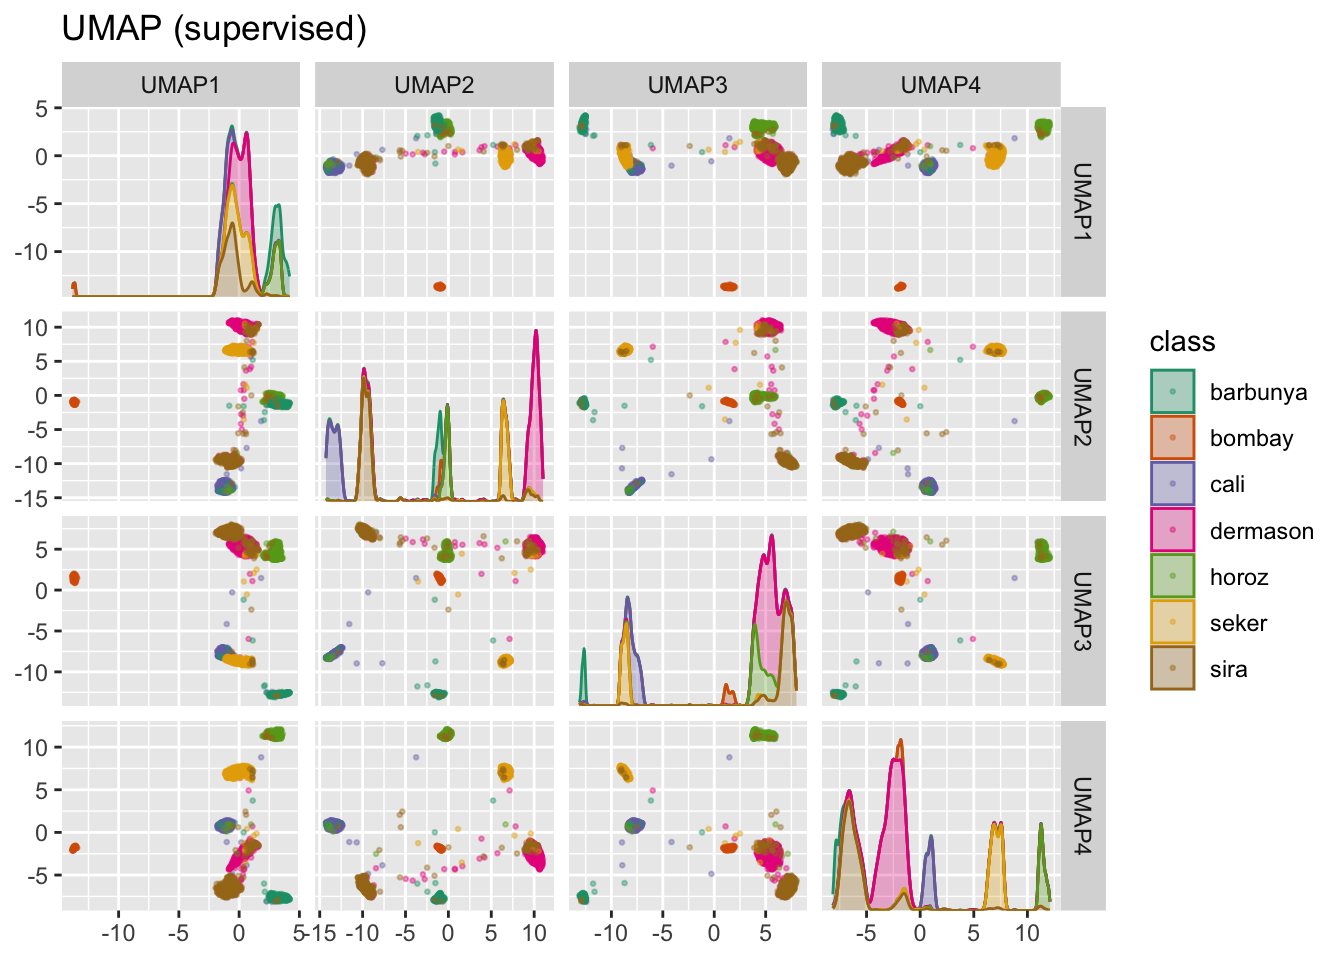 UMAP (supervised)
UMAP1 UMAP2 UMAP3 UMAP4
5
0
-5
-10
UMAP1
10
5
0
-5
-10
-15
UMAP2
5
0
-5
-10
UMAP3
10
5
0
-5
UMAP4
-10 -5 0 5 -15 -10 -5 0 5 10 -10 -5 0 5 -5 0 5 10
class
barbunya
bombay
cali
dermason
horoz
seker
sira